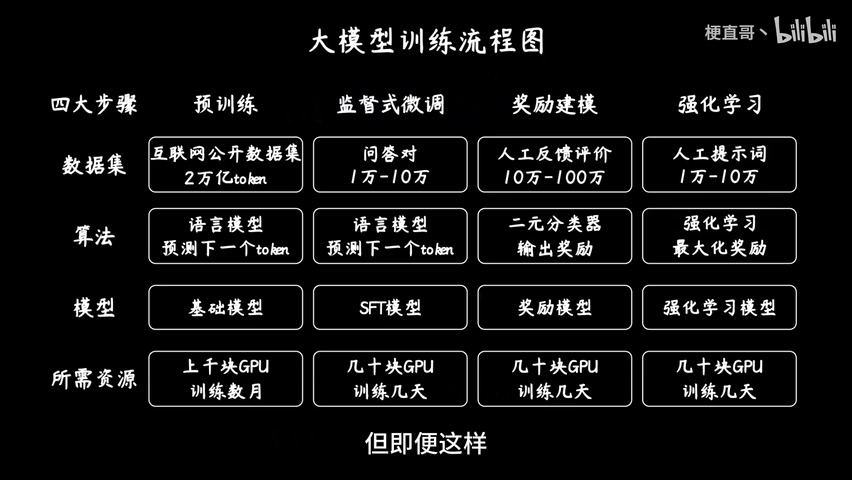 梗直哥丶 bilibili
大模型训练流程图
四大步骤 预训练 监督式微调 奖励建模 强化学习
数据集 互联网公开数据集 问答对 人工反馈评价 人工提示词
2万亿token 1万-10万 10万-100万 1万-10万
算法 语言模型 语言模型 二元分类器 强化学习
预测下一个token 预测下一个token 输出奖励 最大化奖励
模型 基础模型 SFT模型 奖励模型 强化学习模型
所需资源 上千块GPU 几十块GPU 几十块GPU 几十块GPU
训练数月 训练几天 训练几天 训练几天
但即便这样